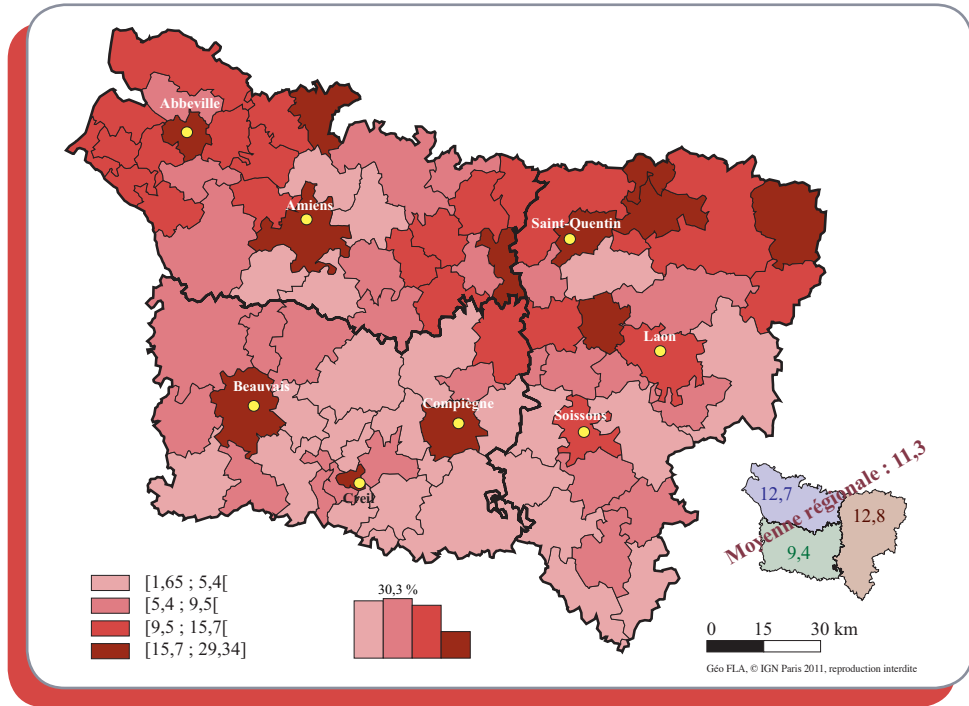 Abbeville
Amiens
Saint-Quentin
Laon
Beauvais
Compiègne
Soissons
Creil
Moyenne régionale : 11,3
12,7
12,8
9,4
[1,65 ; 5,4[
[5,4 ; 9,5[
[9,5 ; 15,7[
[15,7 ; 29,34]
30,3 %
0 15 30 km
Géo FLA, © IGN Paris 2011, reproduction interdite